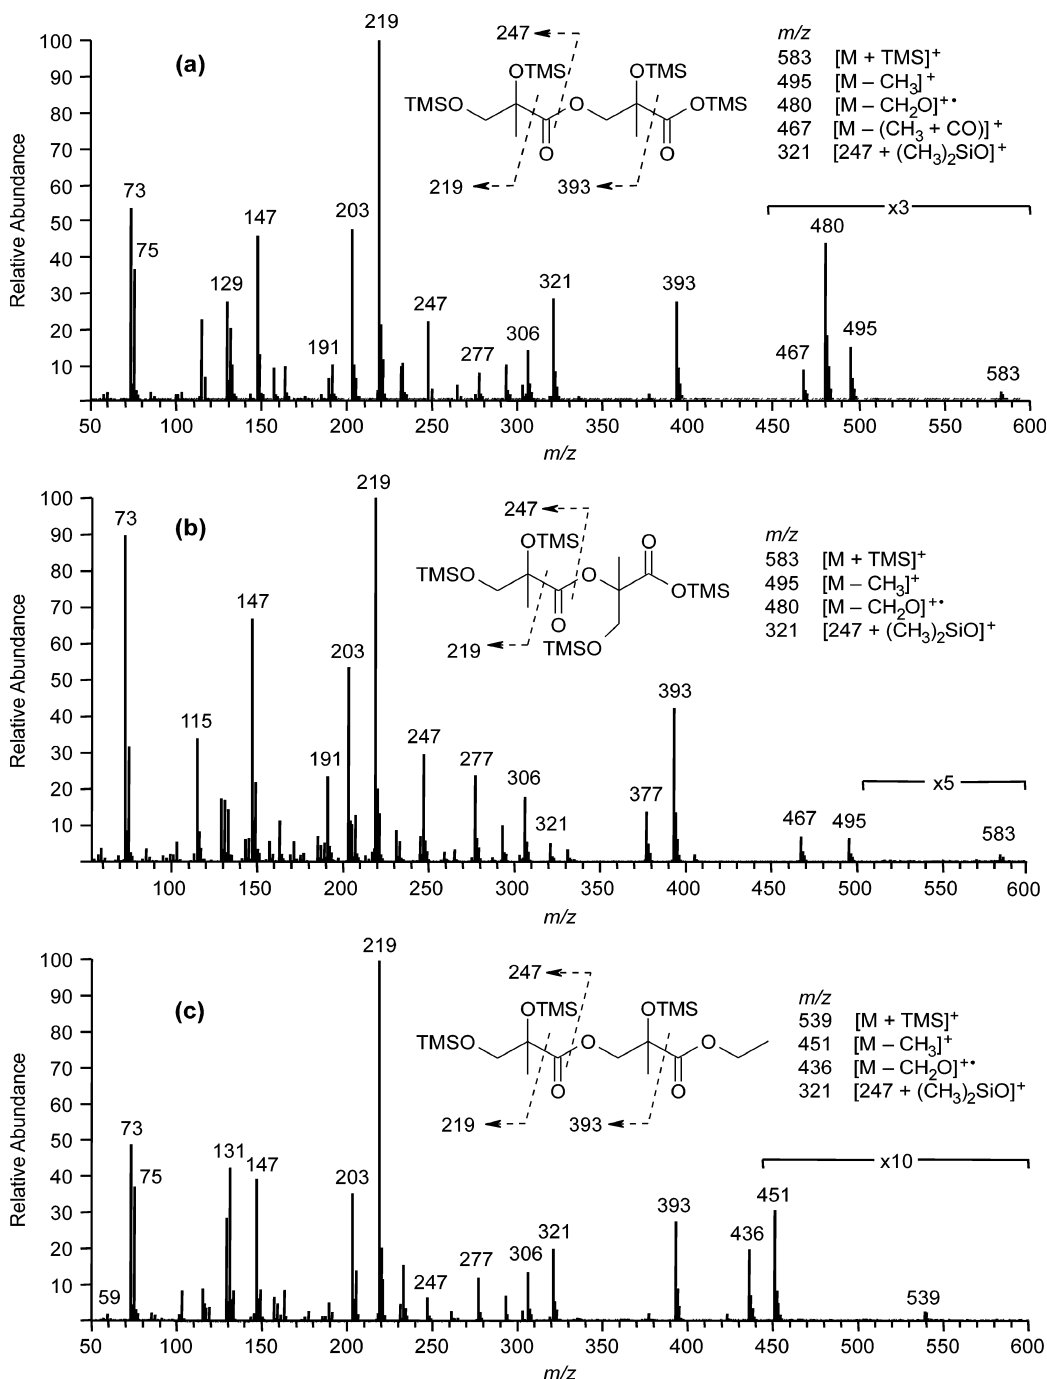 (a)
Relative Abundance
100
90
80
70
60
50
40
30
20
10
73
75
129
147
191
203
219
247
277
306
321
393
467
480
495
583
x3
247
OTMS
OTMS
TMSO
O
OTMS
O
O
219
393
m/z
583 [M + TMS]⁺
495 [M – CH₃]⁺
480 [M – CH₂O]⁺•
467 [M – (CH₃ + CO)]⁺
321 [247 + (CH₃)₂SiO]⁺
50 100 150 200 250 300 350 400 450 500 550 600
m/z
(b)
Relative Abundance
100
90
80
70
60
50
40
30
20
10
73
115
147
191
203
219
247
277
306
321
377
393
467
495
583
x5
247
OTMS
O
TMSO
O
OTMS
O
TMSO
219
m/z
583 [M + TMS]⁺
495 [M – CH₃]⁺
480 [M – CH₂O]⁺•
321 [247 + (CH₃)₂SiO]⁺
100 150 200 250 300 350 400 450 500 550 600
m/z
(c)
Relative Abundance
100
90
80
70
60
50
40
30
20
10
59
73
75
131
147
203
219
247
277
306
321
393
436
451
539
x10
247
OTMS
OTMS
TMSO
O
O
O
O
219
393
m/z
539 [M + TMS]⁺
451 [M – CH₃]⁺
436 [M – CH₂O]⁺•
321 [247 + (CH₃)₂SiO]⁺
50 100 150 200 250 300 350 400 450 500 550 600
m/z